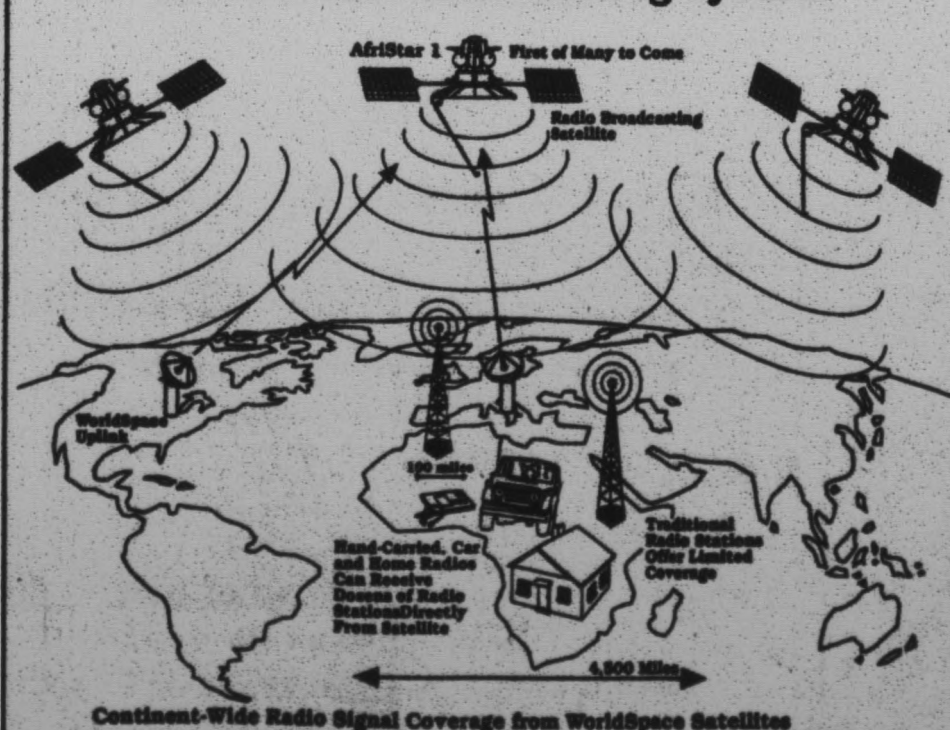 AfriStar 1
First of Many to Come
Radio Broadcasting
Satellite
WorldSpace
Uplink
100 miles
Hand-Carried, Car
and Home Radios
Can Receive
Dozens of Radio
StationsDirectly
From Satellite
Traditional
Radio Stations
Offer Limited
Coverage
4,500 Miles
Continent-Wide Radio Signal Coverage from WorldSpace Satellites